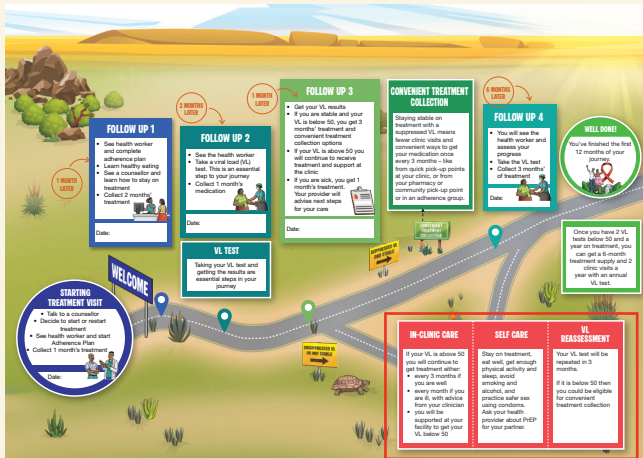 1 MONTH
LATER
FOLLOW UP 1
• See health worker
and complete
adherence plan
• Learn healthy eating
• See a counsellor and
learn how to stay on
treatment
• Collect 2 months'
treatment
Date:
2 MONTHS
LATER
FOLLOW UP 2
• See the health worker
• Take a viral load (VL)
test. This is an essential
step to your journey
• Collect 1 month's
medication
Date:
VL TEST
Taking your VL test and
getting the results are
essential steps in your
journey
1 MONTH
LATER
FOLLOW UP 3
• Get your VL results
• If you are stable and your
VL is below 50, you get 3
months' treatment and
convenient treatment
collection options
• If your VL is above 50 you
will continue to receive
treatment and support at
the clinic
• If you are sick, you get 1
month's treatment.
Your provider will
advise next steps
for your care
Date:
CONVENIENT TREATMENT
COLLECTION
Staying stable on
treatment with a
suppressed VL means
fewer clinic visits and
convenient ways to get
your medication once
every 3 months – like
from quick pick-up points
at your clinic, or from
your pharmacy or
community pick-up point
or in an adherence group.
CONVENIENT
TREATMENT
COLLECTION
6 MONTHS
LATER
FOLLOW UP 4
• You will see the
health worker and
assess your
progress
• Take the VL test
• Collect 3 months'
of treatment
Date:
WELL DONE!
You've finished the first
12 months of your
journey.
Once you have 2 VL
tests below 50 and a
year on treatment, you
can get a 6-month
treatment supply and 2
clinic visits a
year with an annual
VL test.
STARTING
TREATMENT VISIT
• Talk to a counsellor
• Decide to start or restart
treatment
• See health worker and start
Adherence Plan
• Collect 1 month's treatment
Date:
WELCOME
SUPPRESSED VL
AND STABLE
UNSUPPRESSED VL
OR NOT STABLE
IN-CLINIC CARE
If your VL is above 50
you will continue to
get treatment either:
• every 3 months if
you are well
• every month if you
are ill, with advice
from your clinician
• you will be
supported at your
facility to get your
VL below 50
SELF CARE
Stay on treatment,
eat well, get enough
physical activity and
sleep, avoid
smoking and
alcohol, and
practice safer sex
using condoms.
Ask your health
provider about PrEP
for your partner.
VL
REASSESSMENT
Your VL test will be
repeated in 3
months.
If it is below 50 then
you could be eligible
for convenient
treatment collection